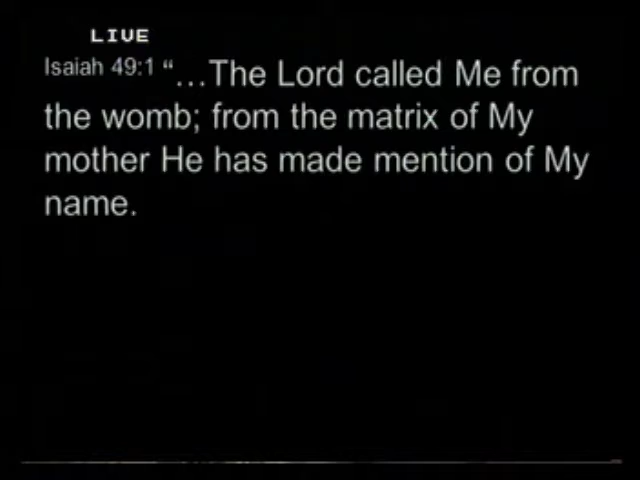 LIVE
Isaiah 49:1 “…The Lord called Me from
the womb; from the matrix of My
mother He has made mention of My
name.